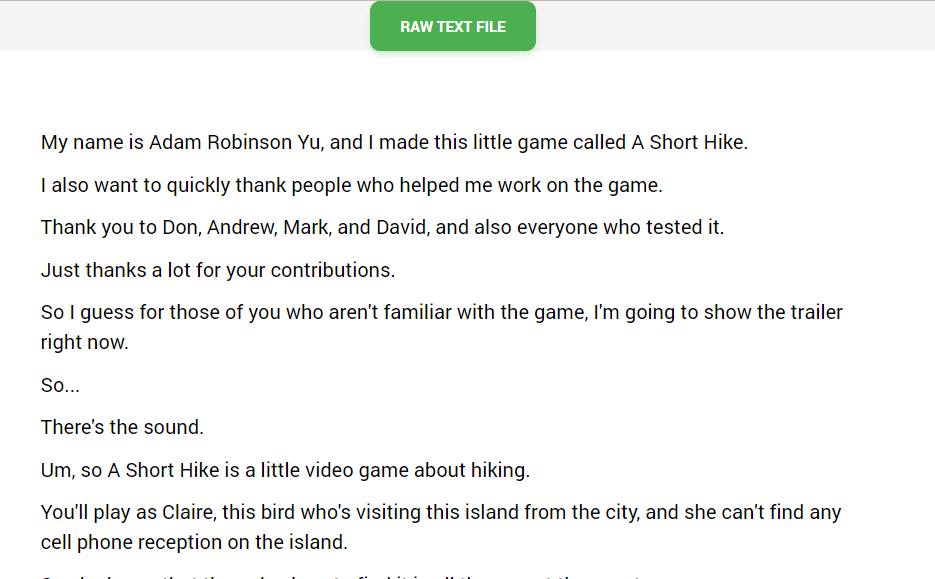 RAW TEXT FILE
My name is Adam Robinson Yu, and I made this little game called A Short Hike.
I also want to quickly thank people who helped me work on the game.
Thank you to Don, Andrew, Mark, and David, and also everyone who tested it.
Just thanks a lot for your contributions.
So I guess for those of you who aren't familiar with the game, I'm going to show the trailer
right now.
So...
There's the sound.
Um, so A Short Hike is a little video game about hiking.
You'll play as Claire, this bird who's visiting this island from the city, and she can't find any
cell phone reception on the island.